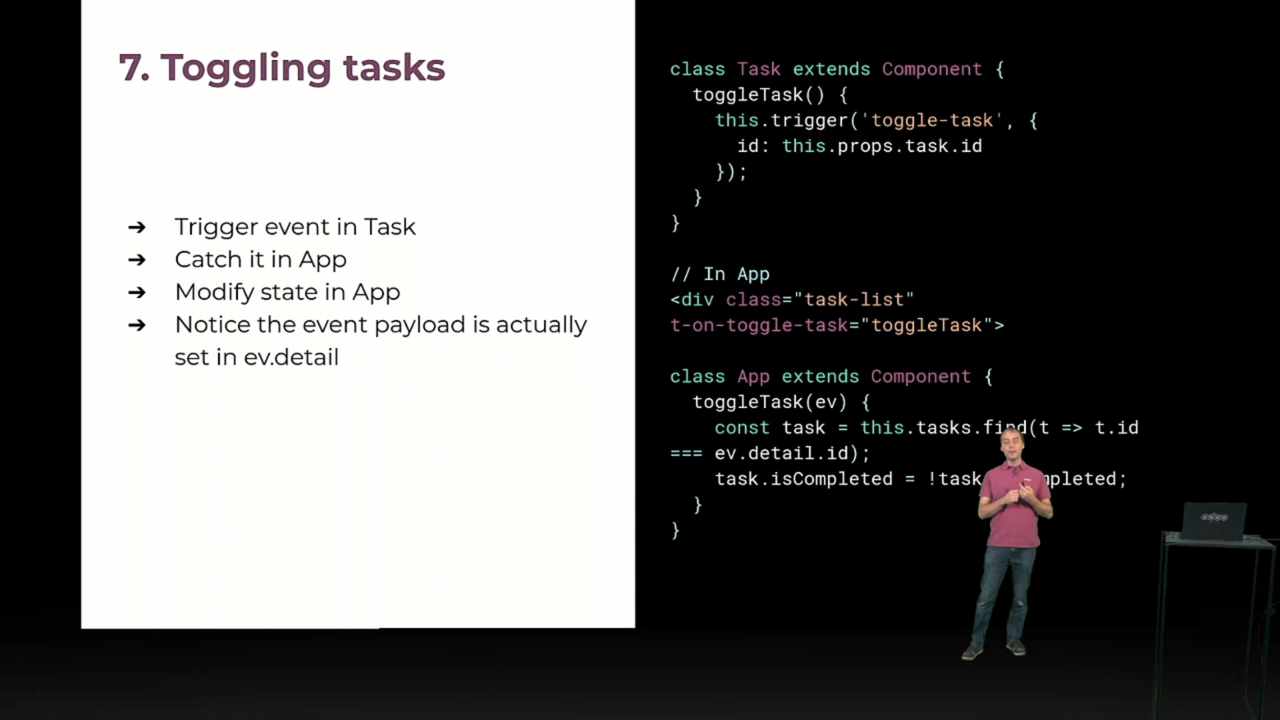 7. Toggling tasks
➔ Trigger event in Task
➔ Catch it in App
➔ Modify state in App
➔ Notice the event payload is actually
set in ev.detail
class Task extends Component {
toggleTask() {
this.trigger('toggle-task', {
id: this.props.task.id
});
}
}
// In App
<div class="task-list"
t-on-toggle-task="toggleTask">
class App extends Component {
toggleTask(ev) {
const task = this.tasks.find(t => t.id
=== ev.detail.id);
task.isCompleted = !task mpleted;
}
}
odoo